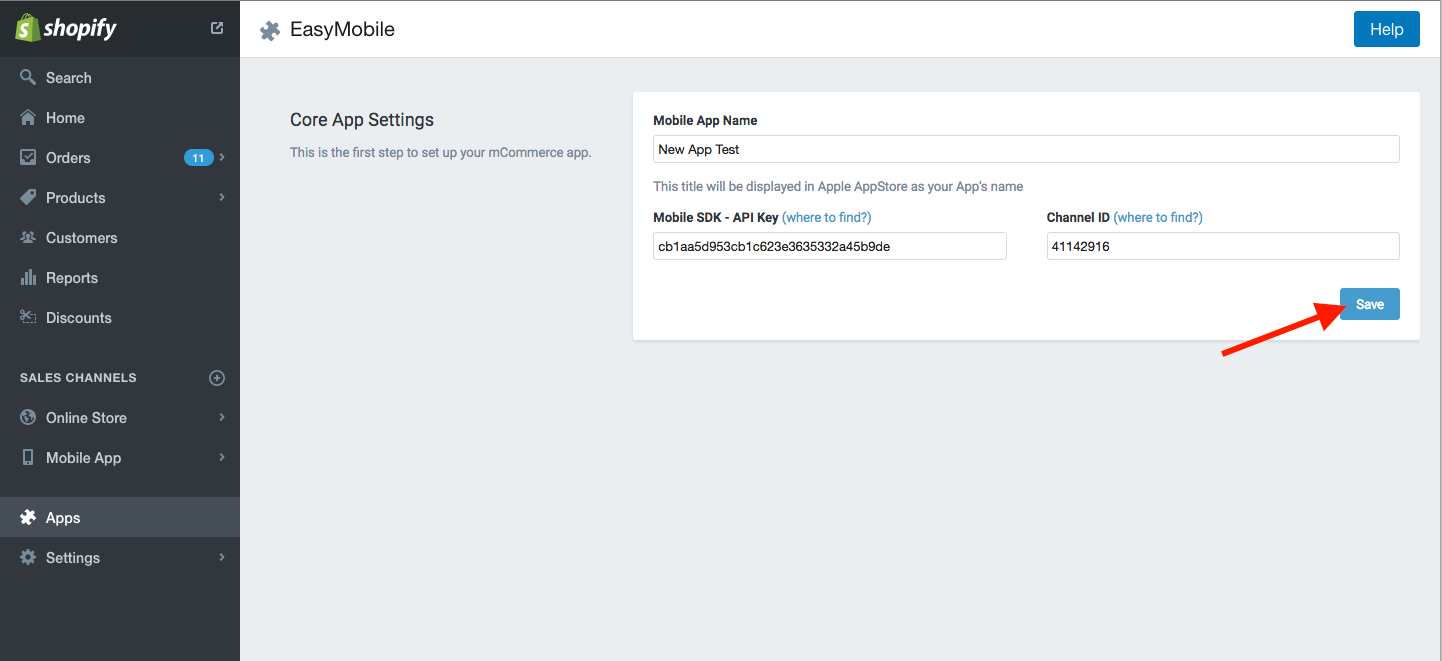 shopify
Search
Home
Orders 11
Products
Customers
Reports
Discounts
SALES CHANNELS
Online Store
Mobile App
Apps
Settings
EasyMobile
Help
Core App Settings
This is the first step to set up your mCommerce app.
Mobile App Name
New App Test
This title will be displayed in Apple AppStore as your App's name
Mobile SDK - API Key (where to find?)
cb1aa5d953cb1c623e3635332a45b9de
Channel ID (where to find?)
41142916
Save